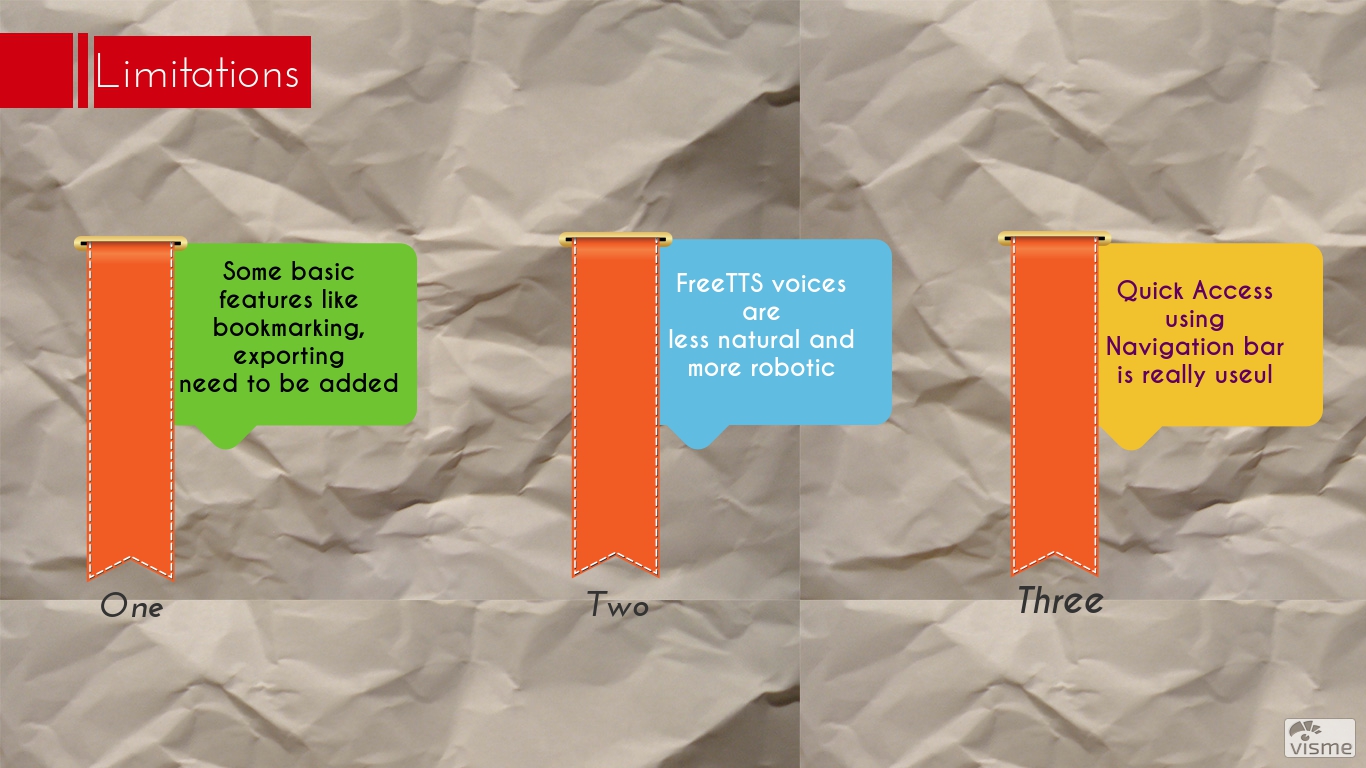 Limitations
Some basic
features like
bookmarking,
exporting
need to be added
One
FreeTTS voices
are
less natural and
more robotic
Two
Quick Access
using
Navigation bar
is really useul
Three
visme